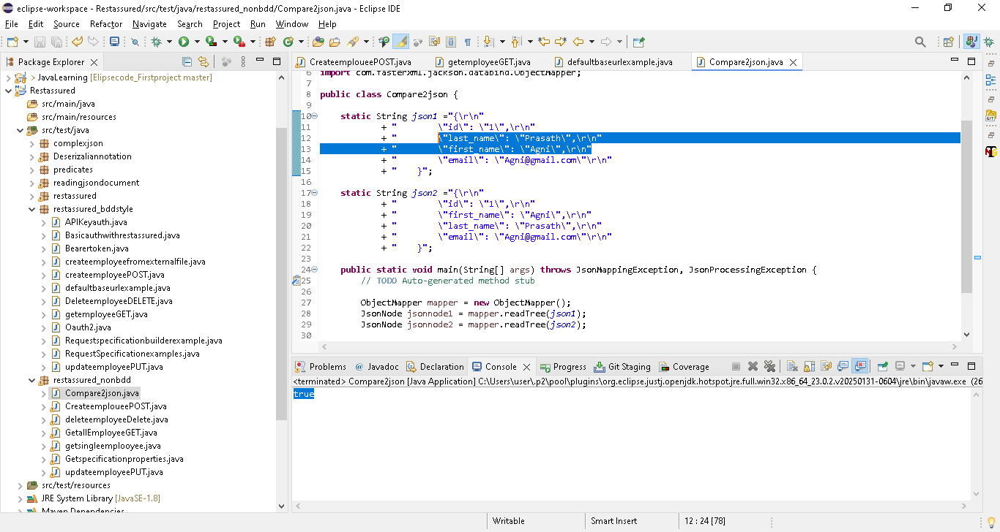 eclipse-workspace - Restassured/src/test/java/restassured_nonbdd/Compare2json.java - Eclipse IDE
File Edit Source Refactor Navigate Search Project Run Window Help
Package Explorer
> JavaLearning [Elipsecode_Firstproject master]
Restassured
src/main/java
src/main/resources
src/test/java
complexjson
Deserizaliannotation
predicates
readingjsondocument
restassured
restassured_bddstyle
APIKeyauth.java
Basicauthwithrestassured.java
Bearertoken.java
createemployeefromexternalfile.java
createemployeePOST.java
defaultbaseurlexample.java
DeleteemployeeDELETE.java
getemployeeGET.java
Oauth2.java
Requestspecificationbuilderexample.java
RequestSpecificationexamples.java
updateemployeePUT.java
restassured_nonbdd
Compare2json.java
CreateemploueePOST.java
deleteemployeeDelete.java
GetallEmployeeGET.java
getsingleemplooyee.java
Getspecificationproperties.java
updateemployeePUT.java
src/test/resources
JRE System Library [JavaSE-1.8]
Maven Dependencies
CreateemploueePOST.java getemployeeGET.java defaultbaseurlexample.java Compare2json.java
6 import com.fasterxml.jackson.databind.ObjectMapper;
7
8 public class Compare2json {
9
10 static String json1 ="{\r\n"
11 + " \"id\": \"1\",\r\n"
12 + " \"last_name\": \"Prasath\",\r\n"
13 + " \"first_name\": \"Agni\",\r\n"
14 + " \"email\": \"Agni@gmail.com\"\r\n"
15 + " }";
16
17 static String json2 ="{\r\n"
18 + " \"id\": \"1\",\r\n"
19 + " \"first_name\": \"Agni\",\r\n"
20 + " \"last_name\": \"Prasath\",\r\n"
21 + " \"email\": \"Agni@gmail.com\"\r\n"
22 + " }";
23
24 public static void main(String[] args) throws JsonMappingException, JsonProcessingException {
25 // TODO Auto-generated method stub
26
27 ObjectMapper mapper = new ObjectMapper();
28 JsonNode jsonnode1 = mapper.readTree(json1);
29 JsonNode jsonnode2 = mapper.readTree(json2);
30
Problems @ Javadoc Declaration Console Progress Git Staging Coverage
<terminated> Compare2json [Java Application] C:\Users\user\.p2\pool\plugins\org.eclipse.justj.openjdk.hotspot.jre.full.win32.x86_64_23.0.2.v20250131-0604\jre\bin\javaw.exe (26
true
Writable Smart Insert 12 : 24 [78]